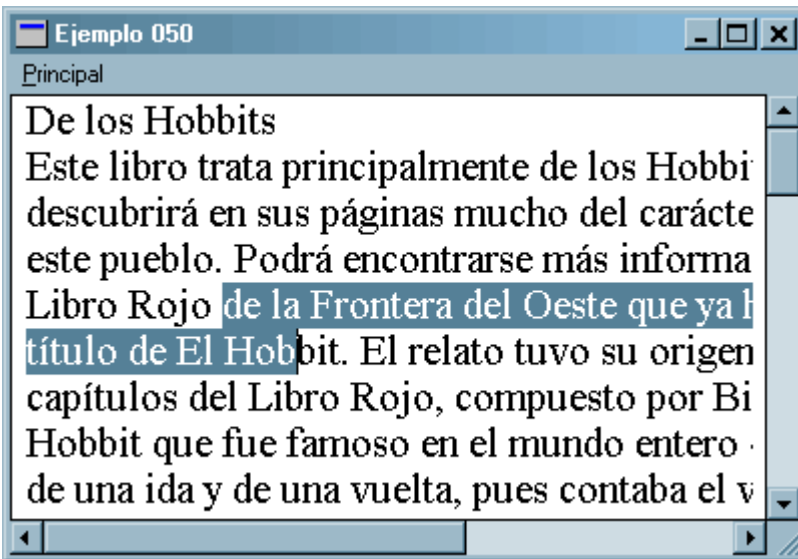 Ejemplo 050
Principal
De los Hobbits
Este libro trata principalmente de los Hobbi
descubrirá en sus páginas mucho del carácte
este pueblo. Podrá encontrarse más informa
Libro Rojo de la Frontera del Oeste que ya h
título de El Hobbit. El relato tuvo su origen
capítulos del Libro Rojo, compuesto por Bi
Hobbit que fue famoso en el mundo entero
de una ida y de una vuelta, pues contaba el v